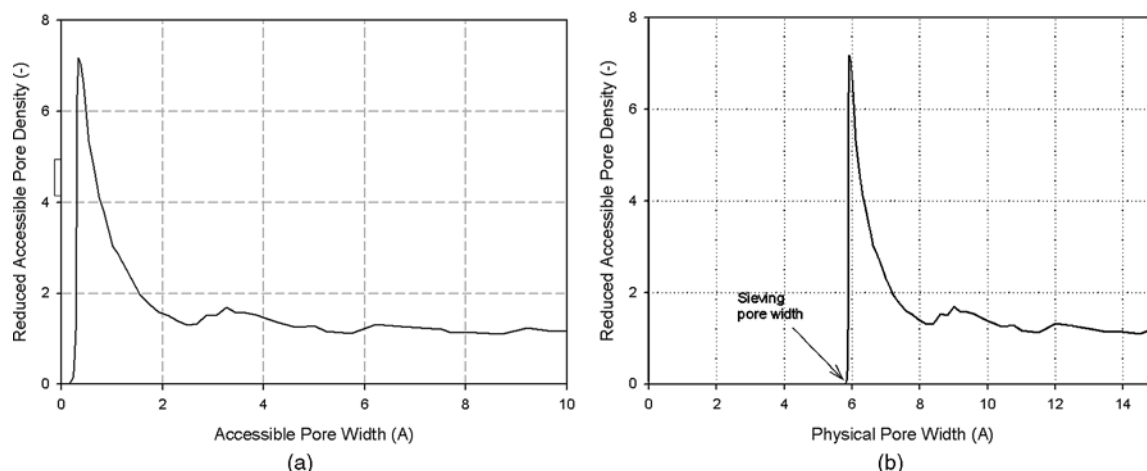 Reduced Accessible Pore Density (-)
8
6
4
2
0
0 2 4 6 8 10
Accessible Pore Width (A)
(a)
Reduced Accessible Pore Density (-)
8
6
4
2
0
Sieving
pore width
0 2 4 6 8 10 12 14
Physical Pore Width (A)
(b)